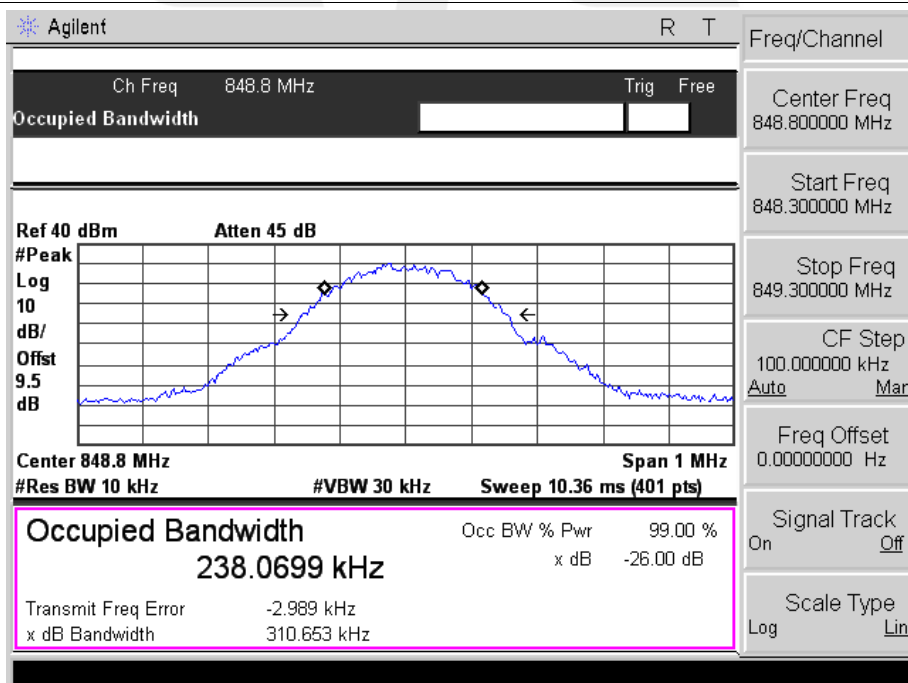 Agilent R T
Freq/Channel
Ch Freq 848.8 MHz Trig Free
Occupied Bandwidth
Center Freq
848.800000 MHz
Start Freq
848.300000 MHz
Ref 40 dBm Atten 45 dB
#Peak
Log
10
dB/
Offst
9.5
dB
Stop Freq
849.300000 MHz
CF Step
100.000000 kHz
Auto Man
Center 848.8 MHz Span 1 MHz
#Res BW 10 kHz #VBW 30 kHz Sweep 10.36 ms (401 pts)
Freq Offset
0.00000000 Hz
Occupied Bandwidth Occ BW % Pwr 99.00 %
238.0699 kHz x dB -26.00 dB
Transmit Freq Error -2.989 kHz
x dB Bandwidth 310.653 kHz
Signal Track
On Off
Scale Type
Log Lin